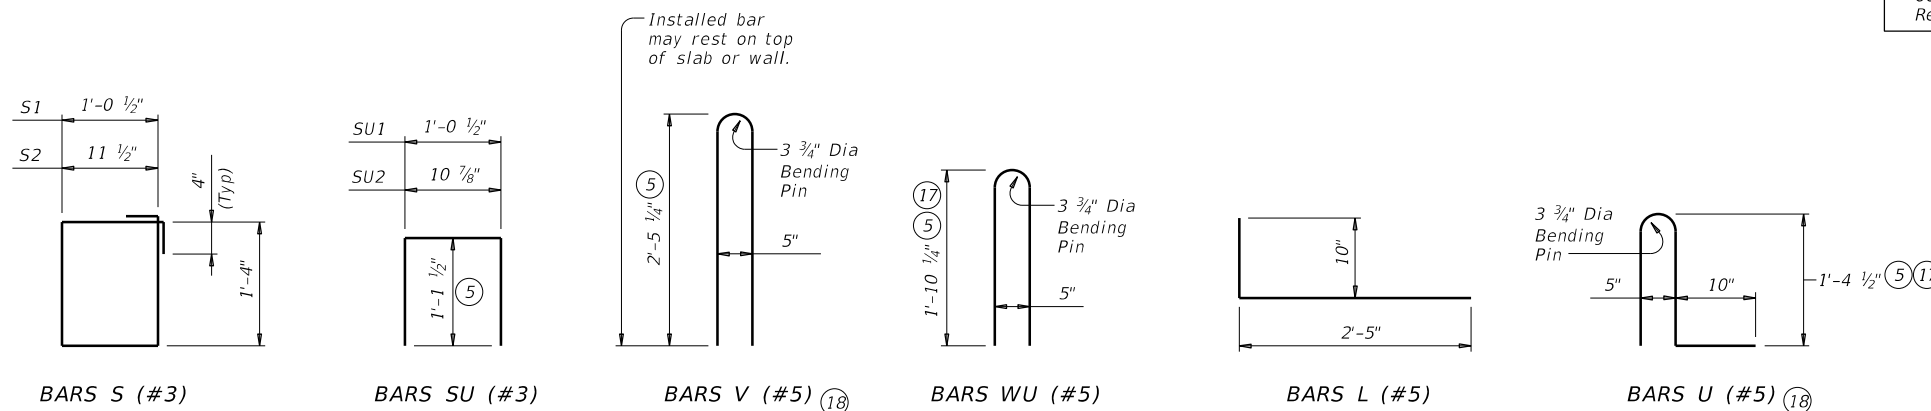 Installed bar
may rest on top
of slab or wall.
S1 1'-0 ½"
S2 11 ½"
4"
(Typ)
1'-4"
BARS S (#3)
SU1 1'-0 ½"
SU2 10 ⅞"
1'-1 ½" 5
BARS SU (#3)
2'-5 ¼" 5
3 ¾" Dia
Bending
Pin
5"
BARS V (#5) 18
1'-10 ¼" 5 17
3 ¾" Dia
Bending
Pin
5"
BARS WU (#5)
10"
2'-5"
BARS L (#5)
3 ¾" Dia
Bending
Pin
5" 10"
1'-4 ½" 5
BARS U (#5) 18